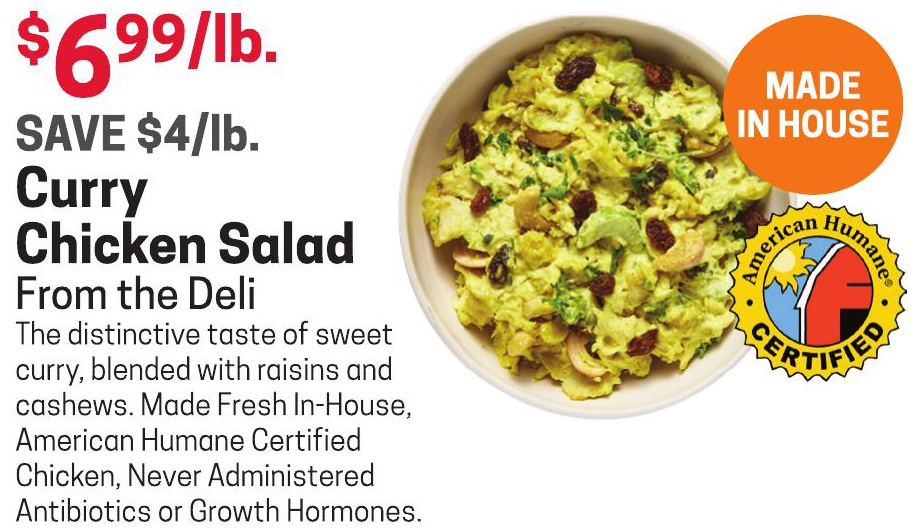 $6.99/lb.
SAVE $4/lb.
Curry
Chicken Salad
From the Deli
The distinctive taste of sweet
curry, blended with raisins and
cashews. Made Fresh In-House,
American Humane Certified
Chicken, Never Administered
Antibiotics or Growth Hormones.
MADE
IN HOUSE
American Humane®
CERTIFIED